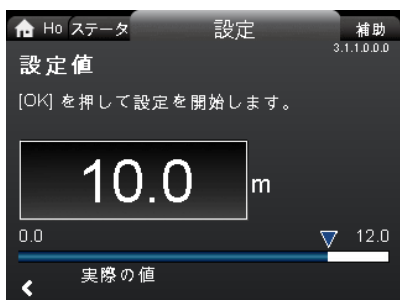 Ho ステータ 設定 補助
3.1.1.0.0.0
設定値
[OK] を押して設定を開始します。
10.0 m
0.0 12.0
実際の値